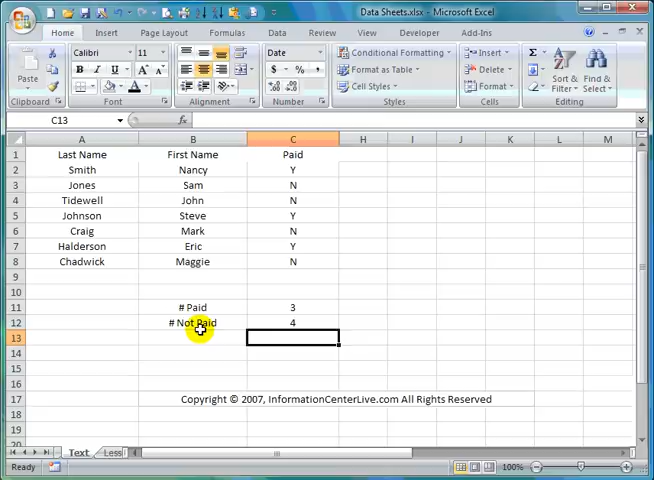 Data Sheets.xlsx - Microsoft Excel
Home Insert Page Layout Formulas Data Review View Developer Add-Ins
Calibri 11 Date Conditional Formatting Insert Σ
Paste B I U A A $ % , Format as Table Delete Sort & Find &
A Cell Styles Format Filter Select
Clipboard Font Alignment Number Styles Cells Editing
C13 fx
A B C H I J K L M
1 Last Name First Name Paid
2 Smith Nancy Y
3 Jones Sam N
4 Tidewell John N
5 Johnson Steve Y
6 Craig Mark N
7 Halderson Eric Y
8 Chadwick Maggie N
9
10
11 # Paid 3
12 # Not Paid 4
13
14
15
16
17 Copyright © 2007, InformationCenterLive.com All Rights Reserved
18
19
20
Text Less
Ready 100%